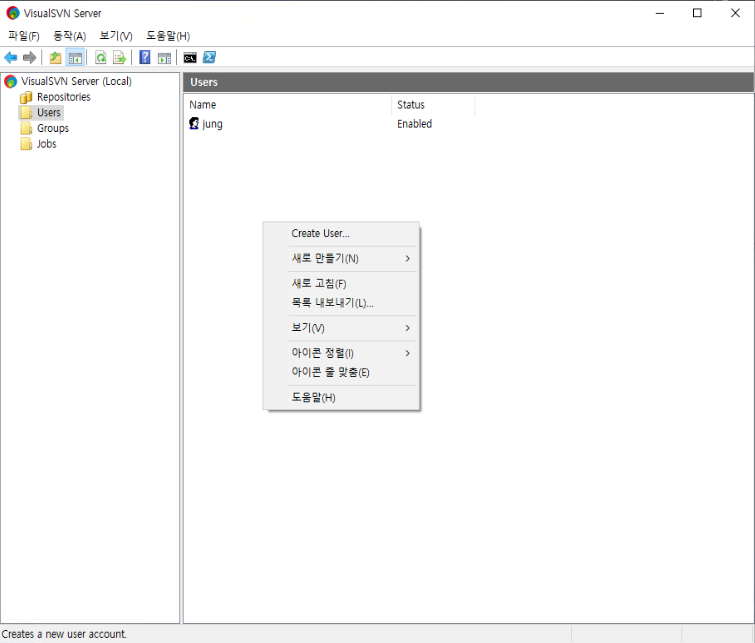 VisualSVN Server
파일(F) 동작(A) 보기(V) 도움말(H)
VisualSVN Server (Local)
Repositories
Users
Groups
Jobs
Users
Name Status
jung Enabled
Create User...
새로 만들기(N)
새로 고침(F)
목록 내보내기(L)...
보기(V)
아이콘 정렬(I)
아이콘 줄 맞춤(E)
도움말(H)
Creates a new user account.